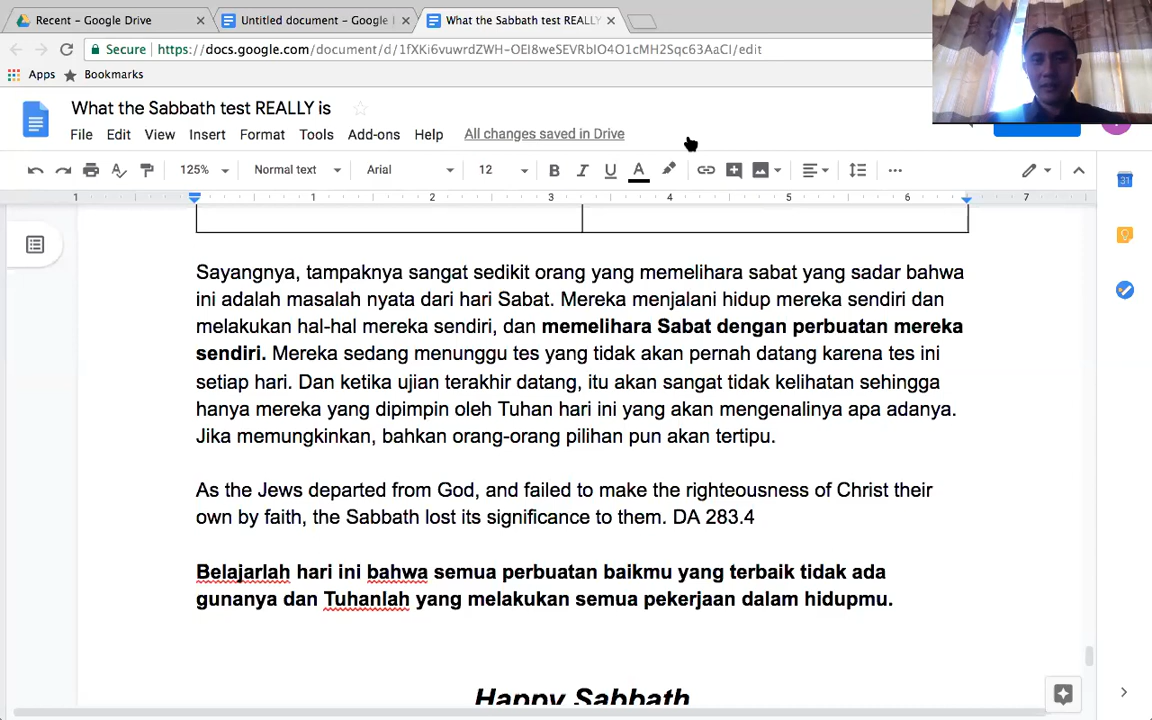 Recent - Google Drive
Untitled document - Google
What the Sabbath test REALLY
Secure https://docs.google.com/document/d/1fXKi6vuwrdZWH-OEI8weSEVRbIO4O1cMH2Sqc63AaCI/edit
Apps Bookmarks
What the Sabbath test REALLY is
File Edit View Insert Format Tools Add-ons Help All changes saved in Drive
125% Normal text Arial 12 B I U A
1 1 2 3 4 5 6 7
31
Sayangnya, tampaknya sangat sedikit orang yang memelihara sabat yang sadar bahwa
ini adalah masalah nyata dari hari Sabat. Mereka menjalani hidup mereka sendiri dan
melakukan hal-hal mereka sendiri, dan memelihara Sabat dengan perbuatan mereka
sendiri. Mereka sedang menunggu tes yang tidak akan pernah datang karena tes ini
setiap hari. Dan ketika ujian terakhir datang, itu akan sangat tidak kelihatan sehingga
hanya mereka yang dipimpin oleh Tuhan hari ini yang akan mengenalinya apa adanya.
Jika memungkinkan, bahkan orang-orang pilihan pun akan tertipu.
As the Jews departed from God, and failed to make the righteousness of Christ their
own by faith, the Sabbath lost its significance to them. DA 283.4
Belajarlah hari ini bahwa semua perbuatan baikmu yang terbaik tidak ada
gunanya dan Tuhanlah yang melakukan semua pekerjaan dalam hidupmu.
Happy Sabbath